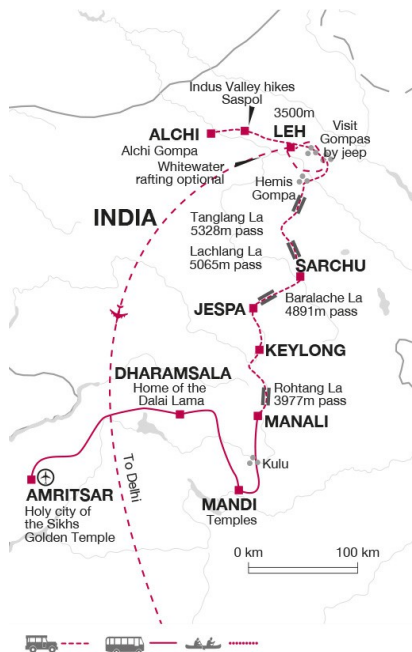 Indus Valley hikes
Saspol
3500m
ALCHI
LEH
Visit
Gompas
by jeep
Alchi Gompa
Whitewater
rafting optional
Hemis
Gompa
INDIA
Tanglang La
5328m pass
Lachlang La
5065m pass
SARCHU
JESPA
Baralache La
4891m pass
KEYLONG
DHARAMSALA
Home of the
Dalai Lama
Rohtang La
3977m pass
MANALI
Kulu
To Delhi
AMRITSAR
Holy city of
the Sikhs
Golden Temple
MANDI
Temples
0 km
100 km